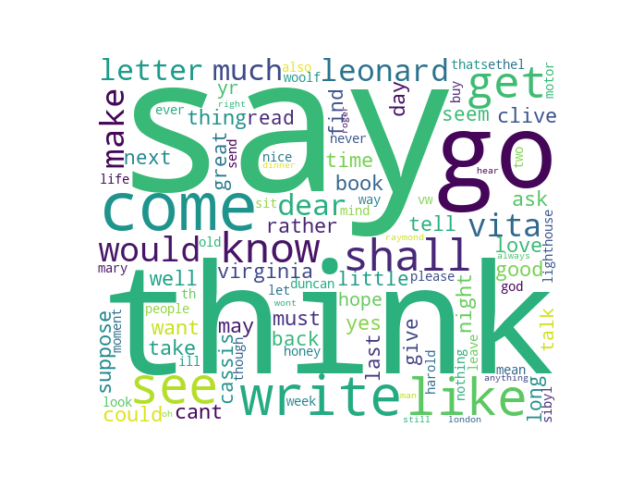 letter
much
also
woolf
leonard
thatsethel
motor
yr
say
get
ever
right
thing
read
find
day
buy
seem
clive
make
roger
next
great
send
nice
dinner
never
time
go
two
life
sit
book
way
hear
ask
come
dear
mind
vw
tell
vita
rather
old
raymond
love
always
lighthouse
would
know
shall
good
mary
well
virginia
let
duncan
little
please
god
th
people
think
hope
night
want
may
must
yes
give
talk
suppose
moment
take
ill
though
cassis
back
wont
honey
last
harold
nothing
leave
mean
anything
look
see
write
week
man
like
long
sibyl
could
oh
cant
still
london